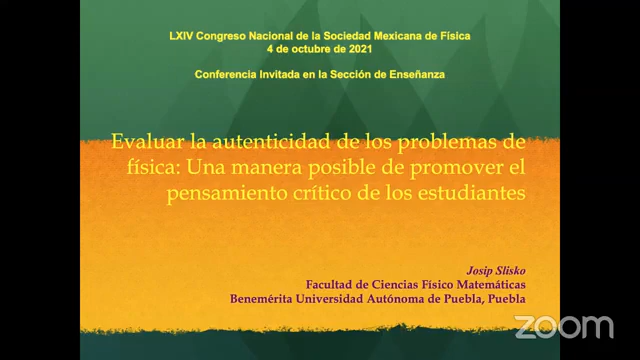 LXIV Congreso Nacional de la Sociedad Mexicana de Física
4 de octubre de 2021
Conferencia Invitada en la Sección de Enseñanza
Evaluar la autenticidad de los problemas de
física: Una manera posible de promover el
pensamiento crítico de los estudiantes
Josip Slisko
Facultad de Ciencias Físico Matemáticas
Benemérita Universidad Autónoma de Puebla, Puebla
zoom